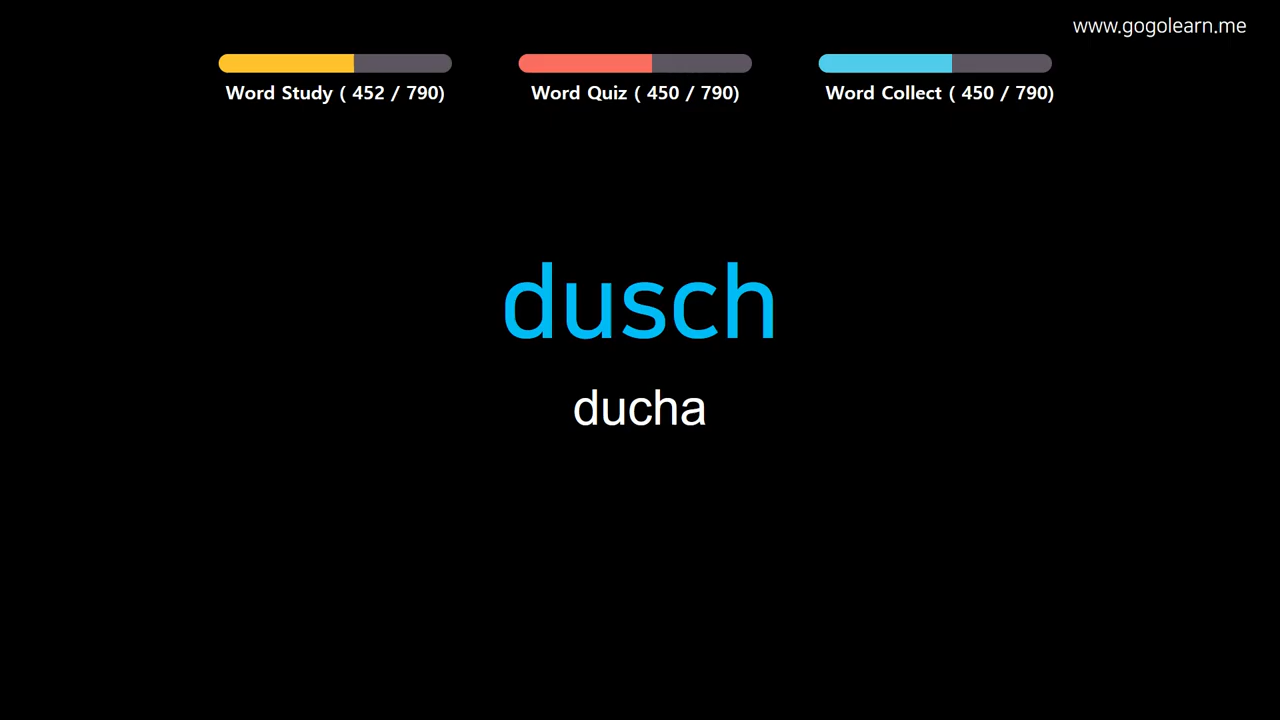 www.gogolearn.me
Word Study ( 452 / 790)
Word Quiz ( 450 / 790)
Word Collect ( 450 / 790)
dusch
ducha